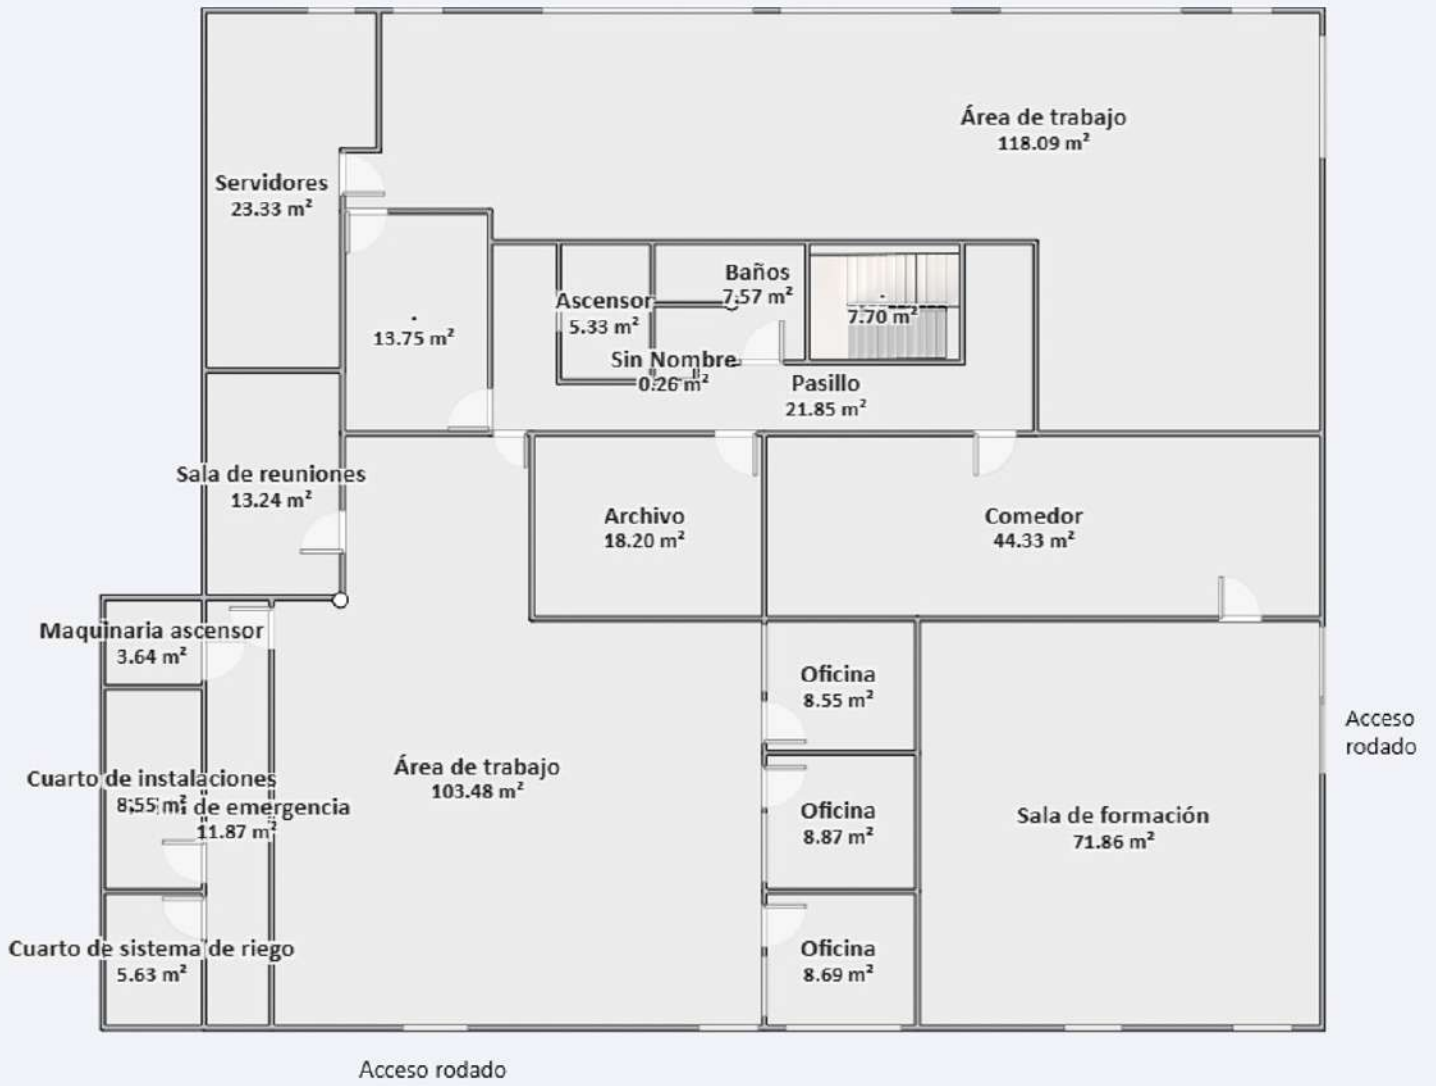 Área de trabajo
118.09 m²
Servidores
23.33 m²
Baños
7.57 m²
Ascensor
5.33 m²
.
7.70 m²
.
13.75 m²
Sin Nombre
0.26 m²
Pasillo
21.85 m²
Sala de reuniones
13.24 m²
Archivo
18.20 m²
Comedor
44.33 m²
Maquinaria ascensor
3.64 m²
Oficina
8.55 m²
Acceso
rodado
Área de trabajo
103.48 m²
Cuarto de instalaciones
8.55 m²
de emergencia
11.87 m²
Oficina
8.87 m²
Sala de formación
71.86 m²
Cuarto de sistema de riego
5.63 m²
Oficina
8.69 m²
Acceso rodado